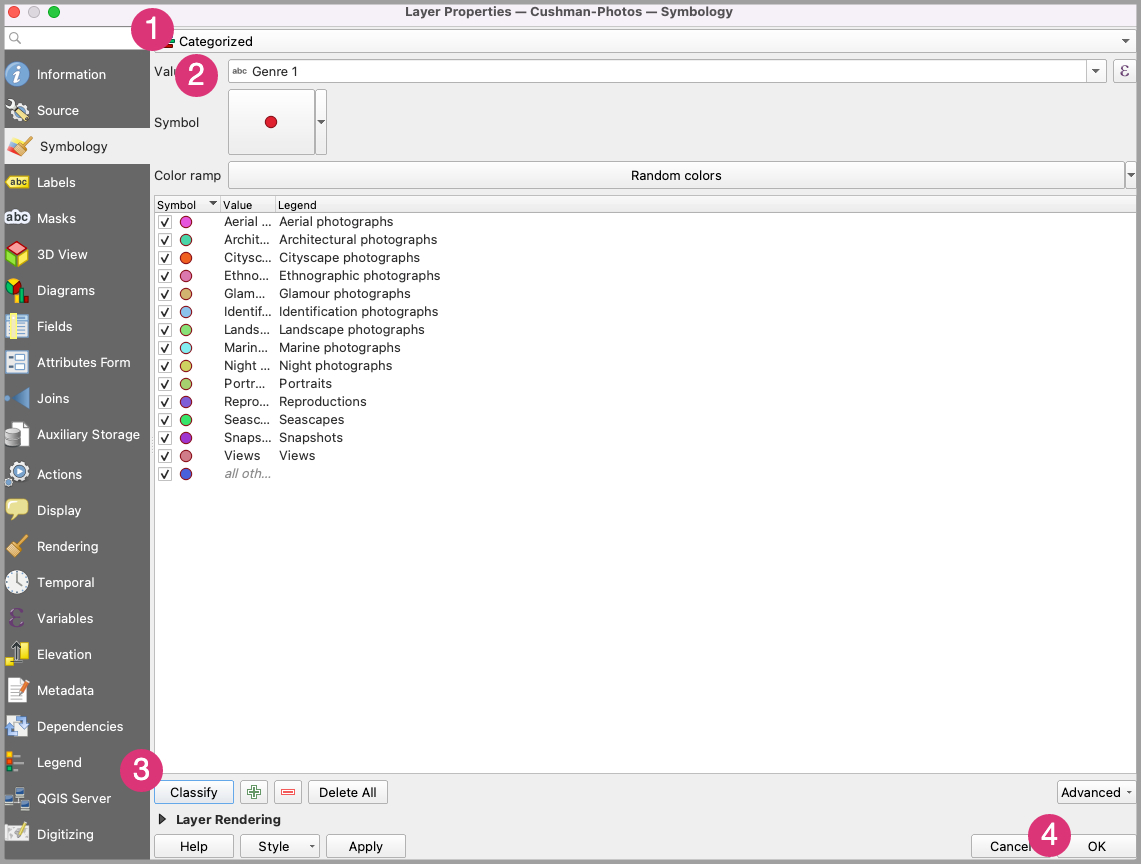 Layer Properties — Cushman-Photos — Symbology
1
Categorized
2
abc Genre 1
ε
Symbol
Color ramp
Random colors
Information
Source
Symbology
abc Labels
abc Masks
3D View
Diagrams
Fields
Attributes Form
Joins
Auxiliary Storage
Actions
Display
Rendering
Temporal
ε Variables
Elevation
Metadata
Dependencies
Legend
QGIS Server
Digitizing
Symbol Value Legend
Aerial ... Aerial photographs
Archit... Architectural photographs
Citysc... Cityscape photographs
Ethno... Ethnographic photographs
Glam... Glamour photographs
Identif... Identification photographs
Lands... Landscape photographs
Marin... Marine photographs
Night ... Night photographs
Portr... Portraits
Repro... Reproductions
Seasc... Seascapes
Snaps... Snapshots
Views Views
all oth...
3
Classify Delete All Advanced
Layer Rendering
4
Help Style Apply Cance OK